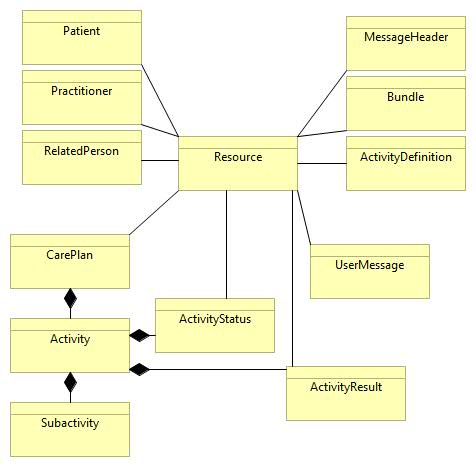 Patient
MessageHeader
Practitioner
Bundle
RelatedPerson
Resource
ActivityDefinition
CarePlan
UserMessage
ActivityStatus
Activity
ActivityResult
Subactivity